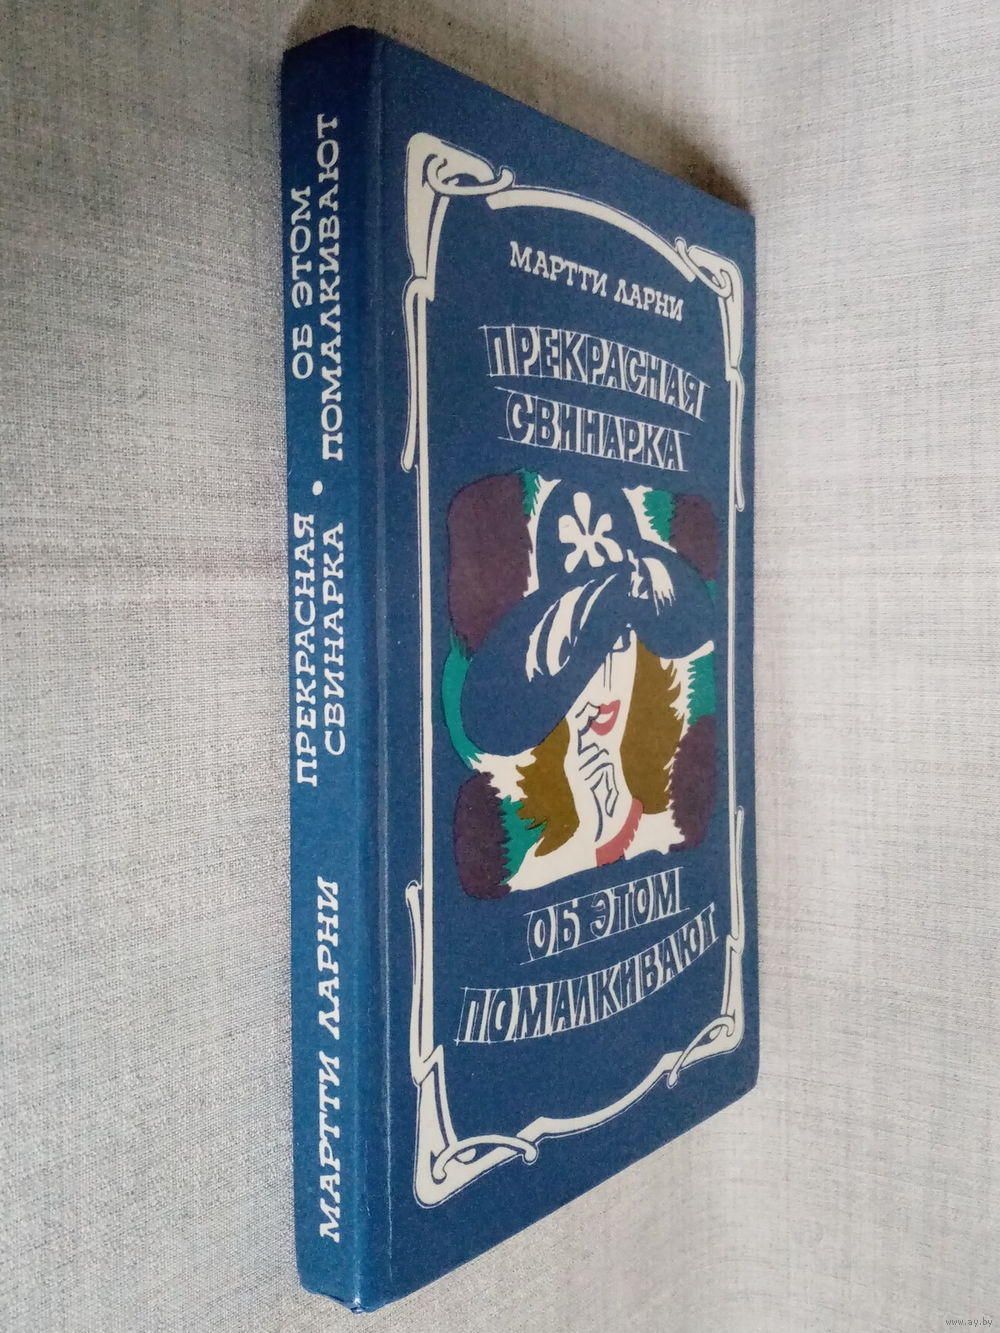 МАРТТИ ЛАРНИ
ПРЕКРАСНАЯ
СВИНАРКА •
ОБ ЭТОМ
ПОМАЛКИВАЮТ
МАРТТИ ЛАРНИ
ПРЕКРАСНАЯ
СВИНАРКА
ОБ ЭТОМ
ПОМАЛКИВАЮТ
www.ay.by